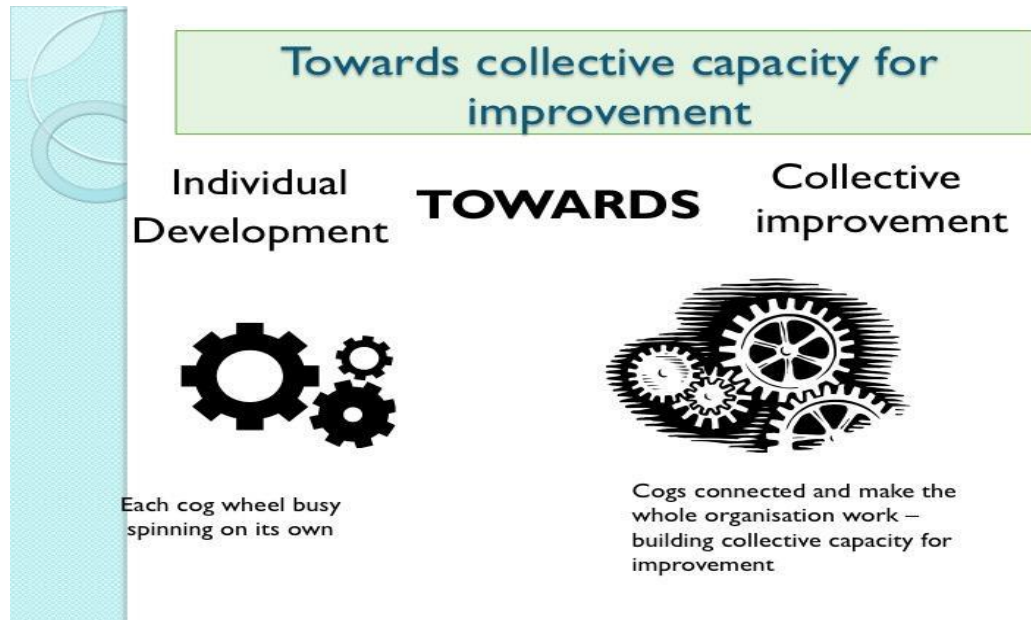 Towards collective capacity for
improvement
Individual
Development
TOWARDS
Collective
improvement
Each cog wheel busy
spinning on its own
Cogs connected and make the
whole organisation work –
building collective capacity for
improvement